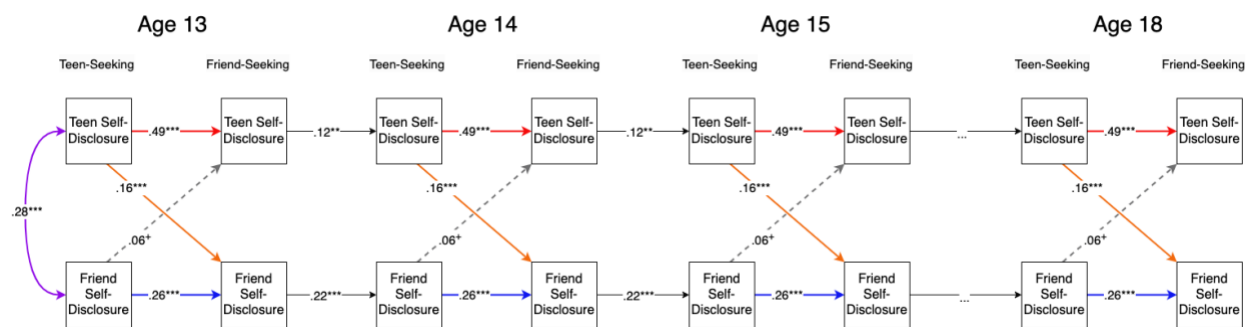 Age 13 Age 14 Age 15 Age 18
Teen-Seeking Friend-Seeking Teen-Seeking Friend-Seeking Teen-Seeking Friend-Seeking Teen-Seeking Friend-Seeking
Teen Self-
Disclosure
.49***
Teen Self-
Disclosure
.12**
Teen Self-
Disclosure
.49***
Teen Self-
Disclosure
.12**
Teen Self-
Disclosure
.49***
Teen Self-
Disclosure
...
Teen Self-
Disclosure
.49***
Teen Self-
Disclosure
.16***
.16***
.16***
.16***
.28***
.06+
.06+
.06+
.06+
Friend
Self-
Disclosure
.26***
Friend
Self-
Disclosure
.22***
Friend
Self-
Disclosure
.26***
Friend
Self-
Disclosure
.22***
Friend
Self-
Disclosure
.26***
Friend
Self-
Disclosure
...
Friend
Self-
Disclosure
.26***
Friend
Self-
Disclosure